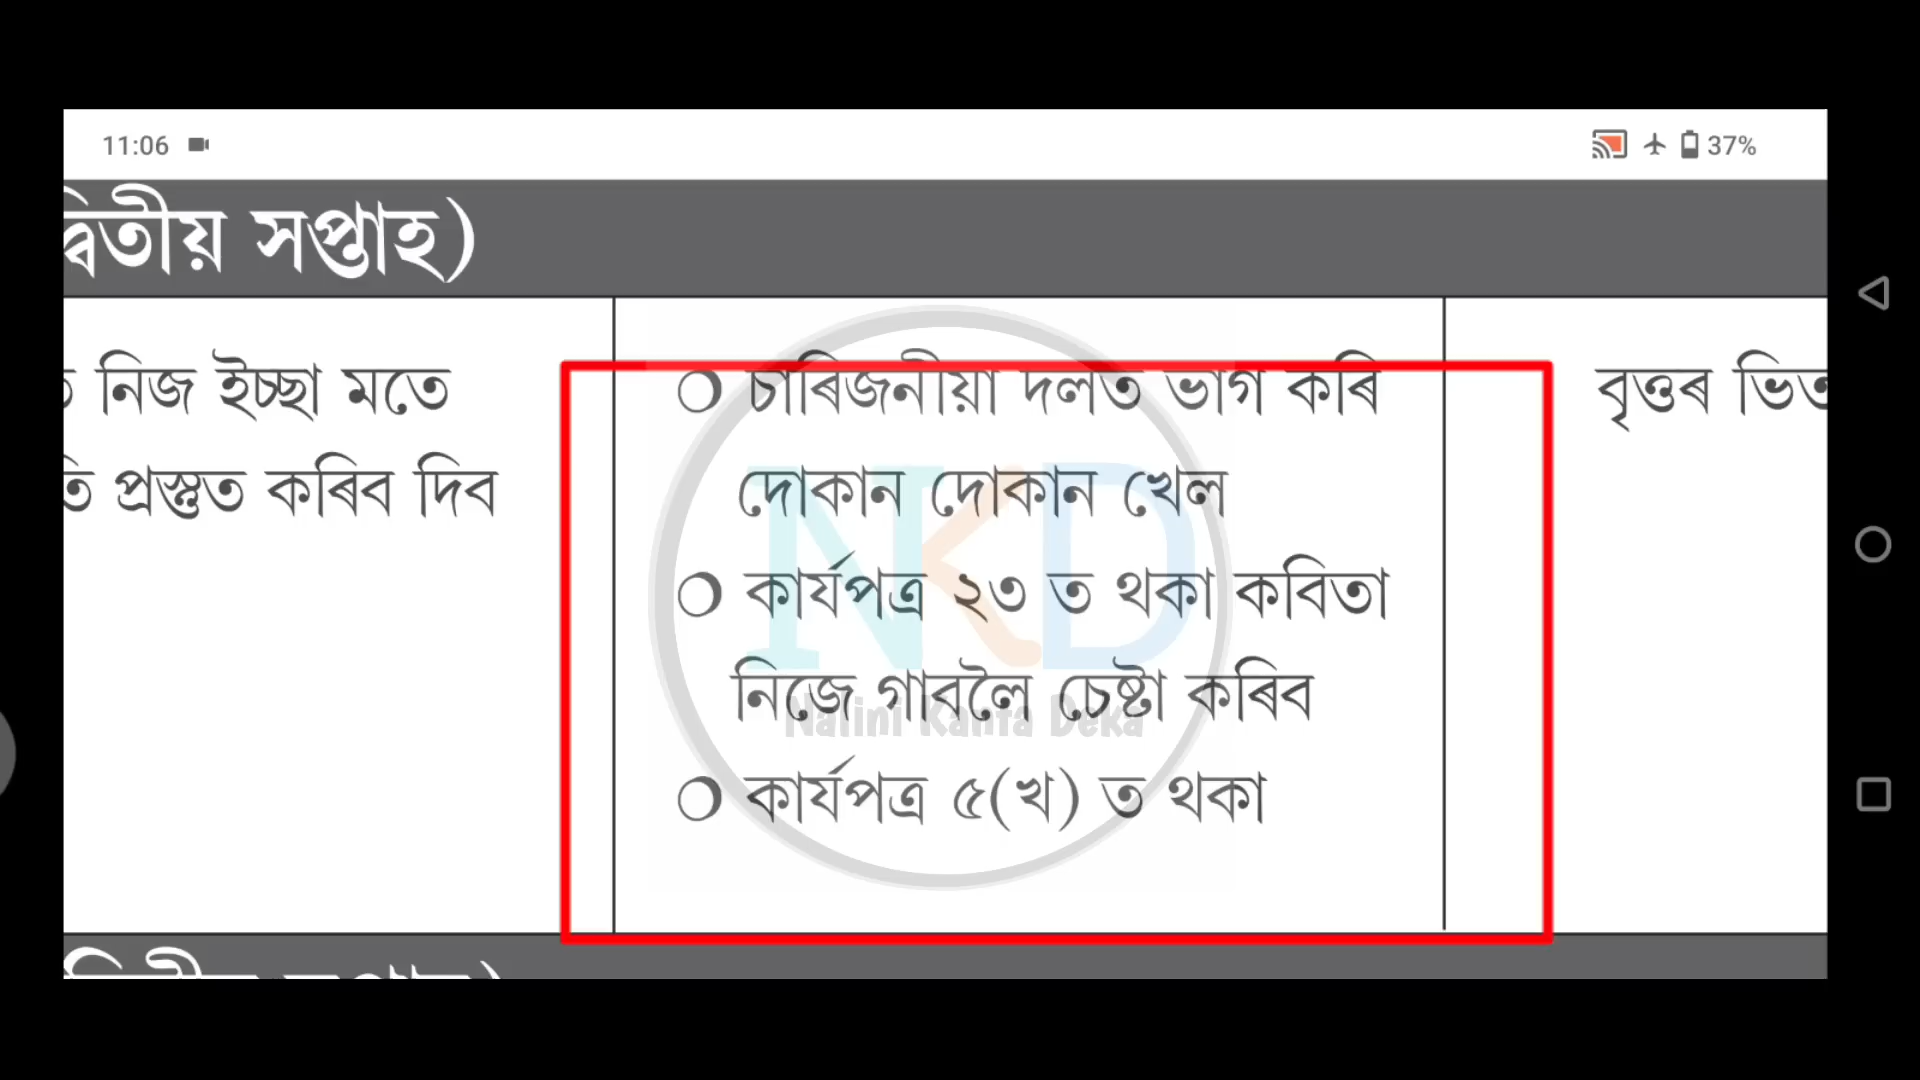 11:06
37%
দ্বিতীয় সপ্তাহ)
নিজ ইচ্ছা মতে
প্ৰস্তুত কৰিব দিব
○ চাৰিজনীয়া দলত ভাগ কৰি
দোকান দোকান খেল
○ কাৰ্যপত্ৰ ২৩ ত থকা কবিতা
নিজে গাবলৈ চেষ্টা কৰিব
○ কাৰ্যপত্ৰ ৫(খ) ত থকা
বৃত্তৰ
NKD
Nalini Kanta Deka